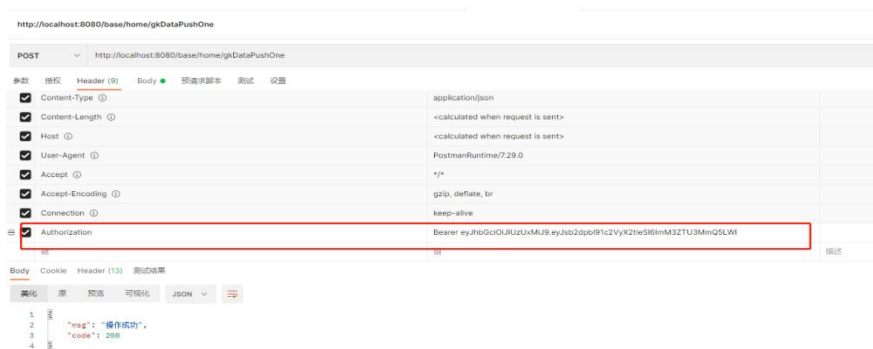 http://localhost:8080/base/home/gkDataPushOne
POST http://localhost:8080/base/home/gkDataPushOne
参数 授权 Header (9) Body 预请求脚本 测试 设置
Content-Type application/json
Content-Length <calculated when request is sent>
Host <calculated when request is sent>
User-Agent PostmanRuntime/7.29.0
Accept */*
Accept-Encoding gzip, deflate, br
Connection keep-alive
Authorization Bearer
描述
Body Cookie Header (13) 测试结果
美化 原 预览 可视化 JSON
1
2 "msg": "操作成功",
3 "code": 200
4